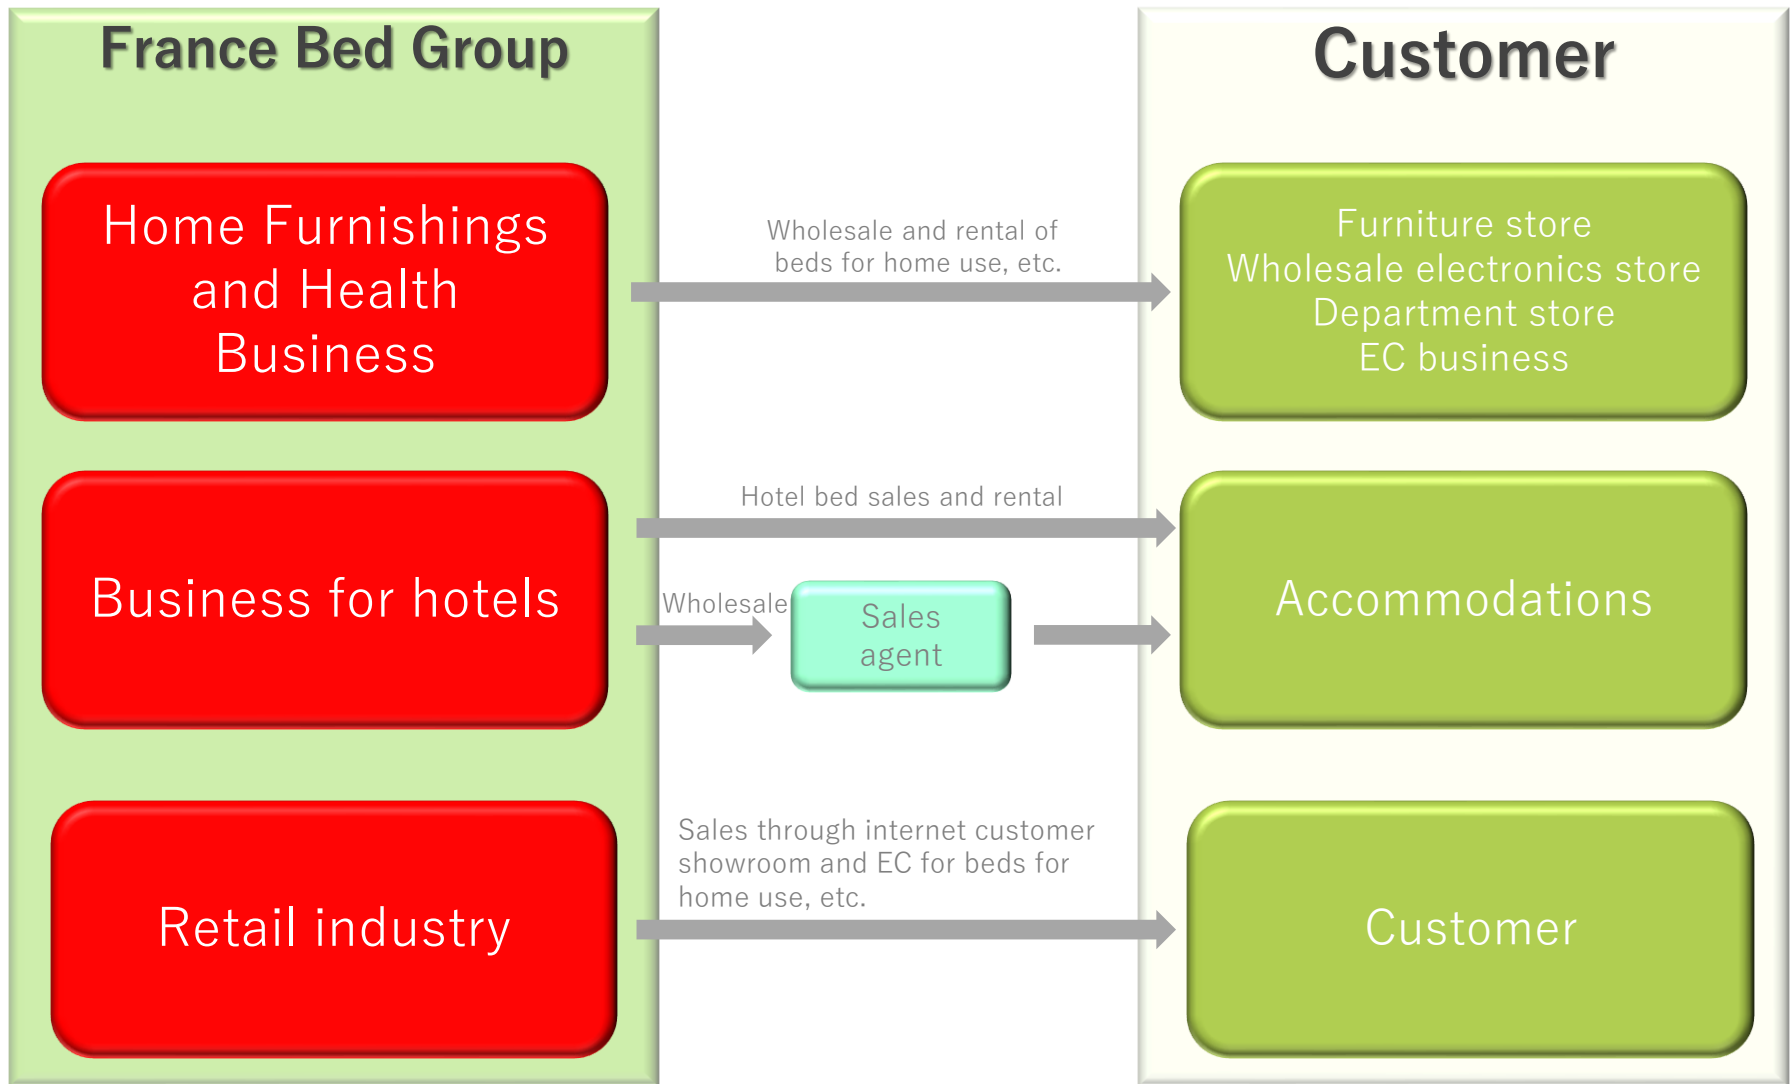 France Bed Group
Customer
Home Furnishings
and Health
Business
Wholesale and rental of
beds for home use, etc.
Furniture store
Wholesale electronics store
Department store
EC business
Business for hotels
Hotel bed sales and rental
Wholesale
Sales
agent
Accommodations
Retail industry
Sales through internet customer
showroom and EC for beds for
home use, etc.
Customer